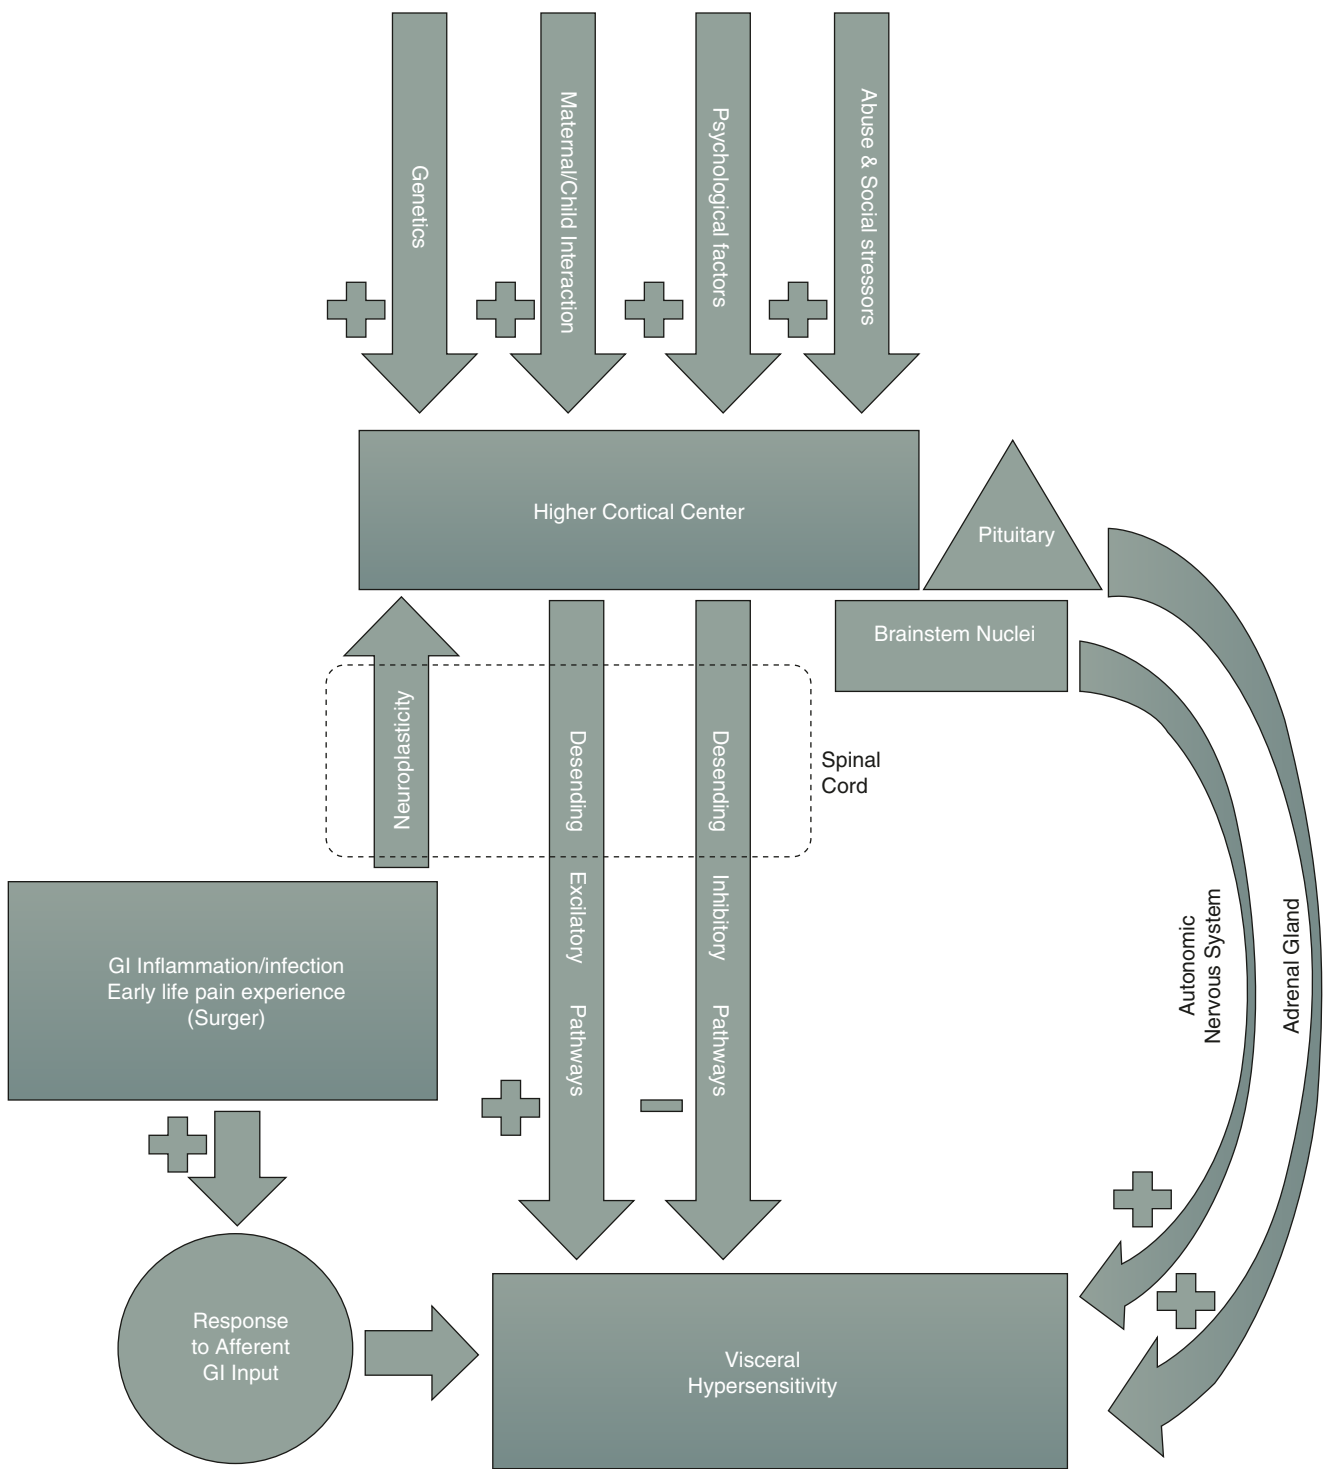 Genetics
Maternal/Child Interaction
Psychological factors
Abuse & Social stressors
Higher Cortical Center
Pituitary
Brainstem Nuclei
Neuroplasticity
Desending Excilatory Pathways
Desending Inhibitory Pathways
Spinal
Cord
GI Inflammation/infection
Early life pain experience
(Surger)
Autonomic
Nervous System
Adrenal Gland
Response
to Afferent
GI Input
Visceral
Hypersensitivity